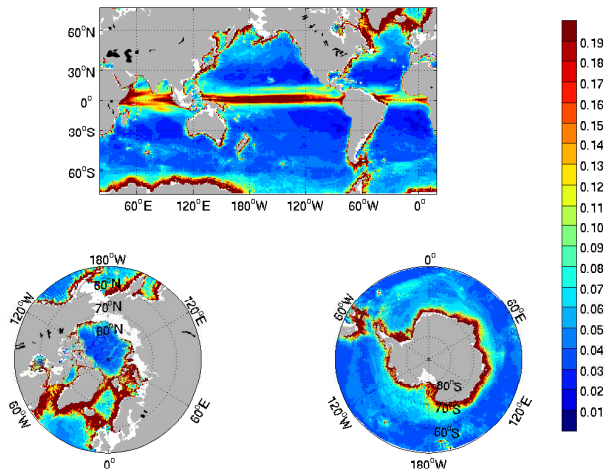 60°N
30°N
0°
30°S
60°S
60°E
120°E
180°W
120°W
60°W
0°
0.19
0.18
0.17
0.16
0.15
0.14
0.13
0.12
0.11
0.10
0.09
0.08
0.07
0.06
0.05
0.04
0.03
0.02
0.01
180°W
120°W
120°E
60°N
70°N
80°N
60°W
60°E
0°
0°
60°W
60°E
80°S
70°S
60°S
120°W
120°E
180°W